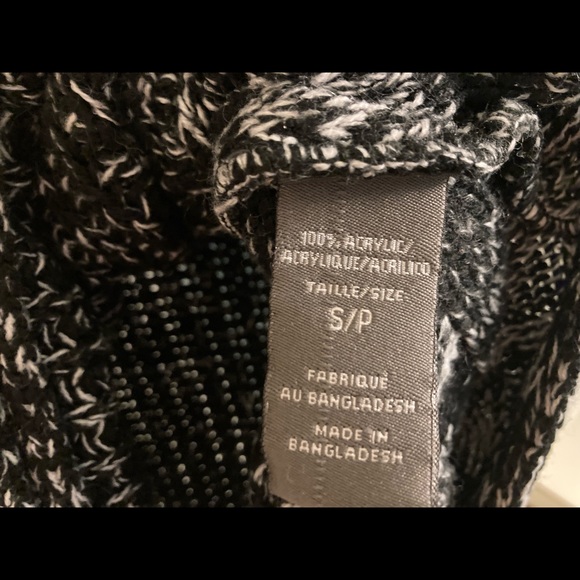 100% ACRYLIC/
ACRYLIQUE/ACRILICO
TAILLE/SIZE:
S/P
FABRIQUÉ
AU BANGLADESH
MADE IN
BANGLADESH